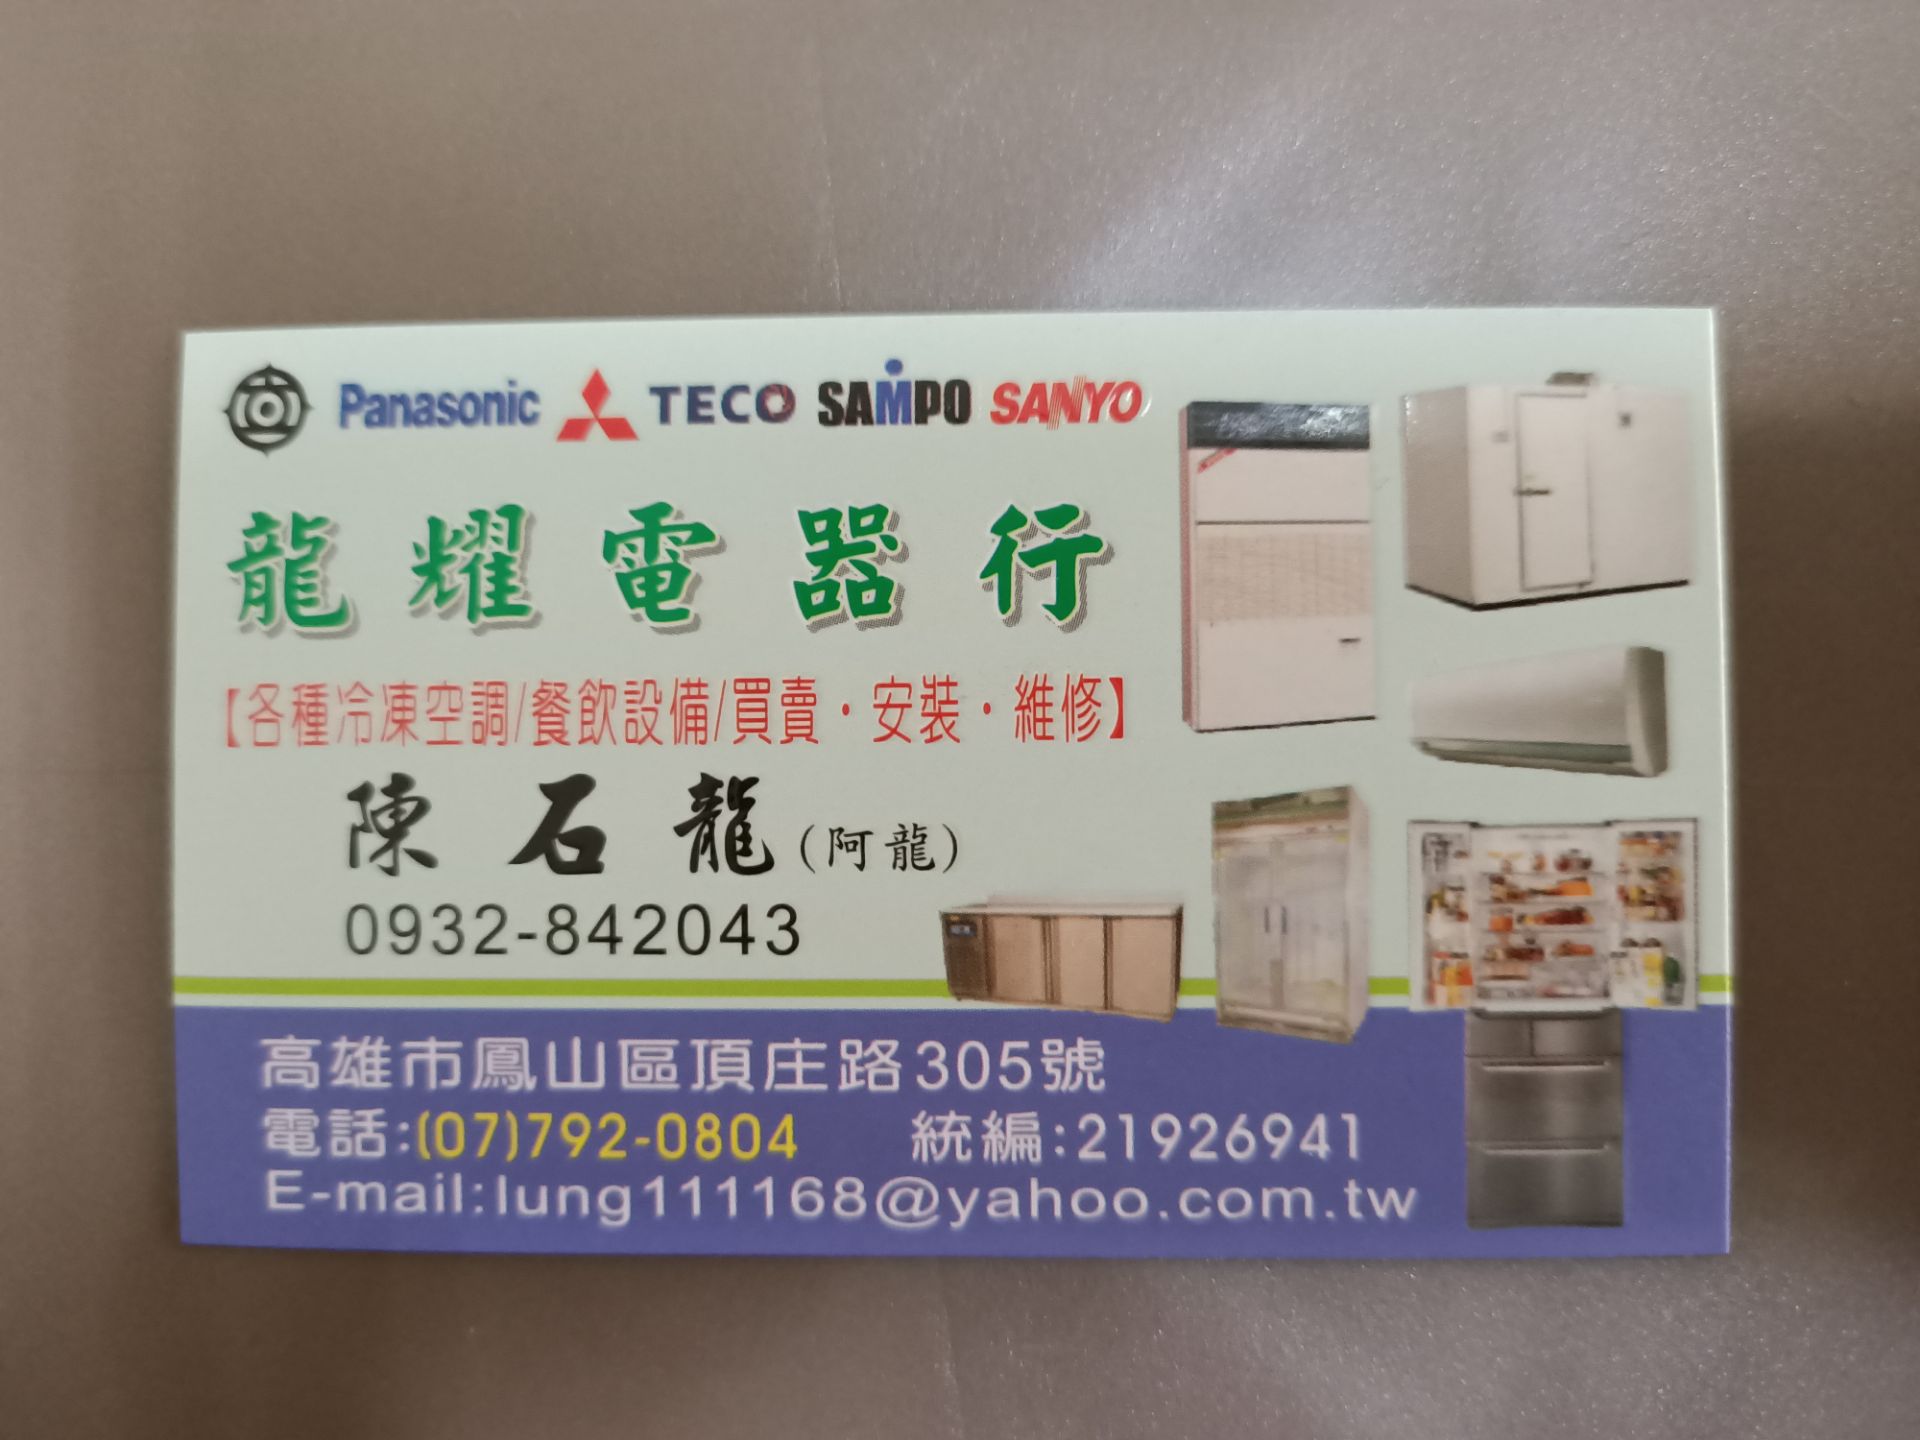 Panasonic TECO SAMPO SANYO
龍耀電器行
【各種冷凍空調/餐飲設備/買賣・安裝・維修】
陳石龍(阿龍)
0932-842043
高雄市鳳山區頂庄路305號
電話:(07)792-0804 統編:21926941
E-mail:lung111168@yahoo.com.tw